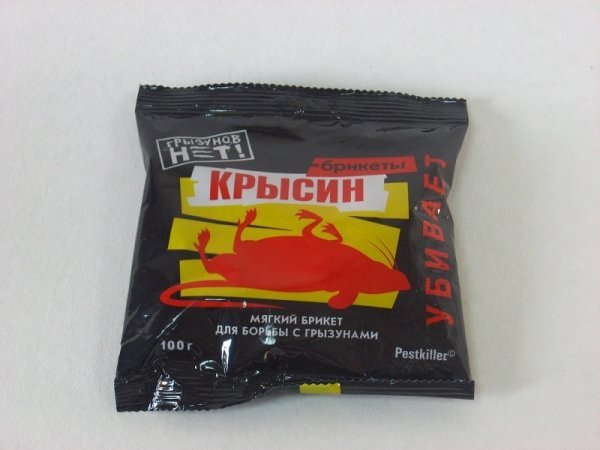 ГРЫЗУНОВ
НЕТ!
брикеты
КРЫСИН
УБИВАЕТ
МЯГКИЙ БРИКЕТ
ДЛЯ БОРЬБЫ С ГРЫЗУНАМИ
100 г
Pestkiller©